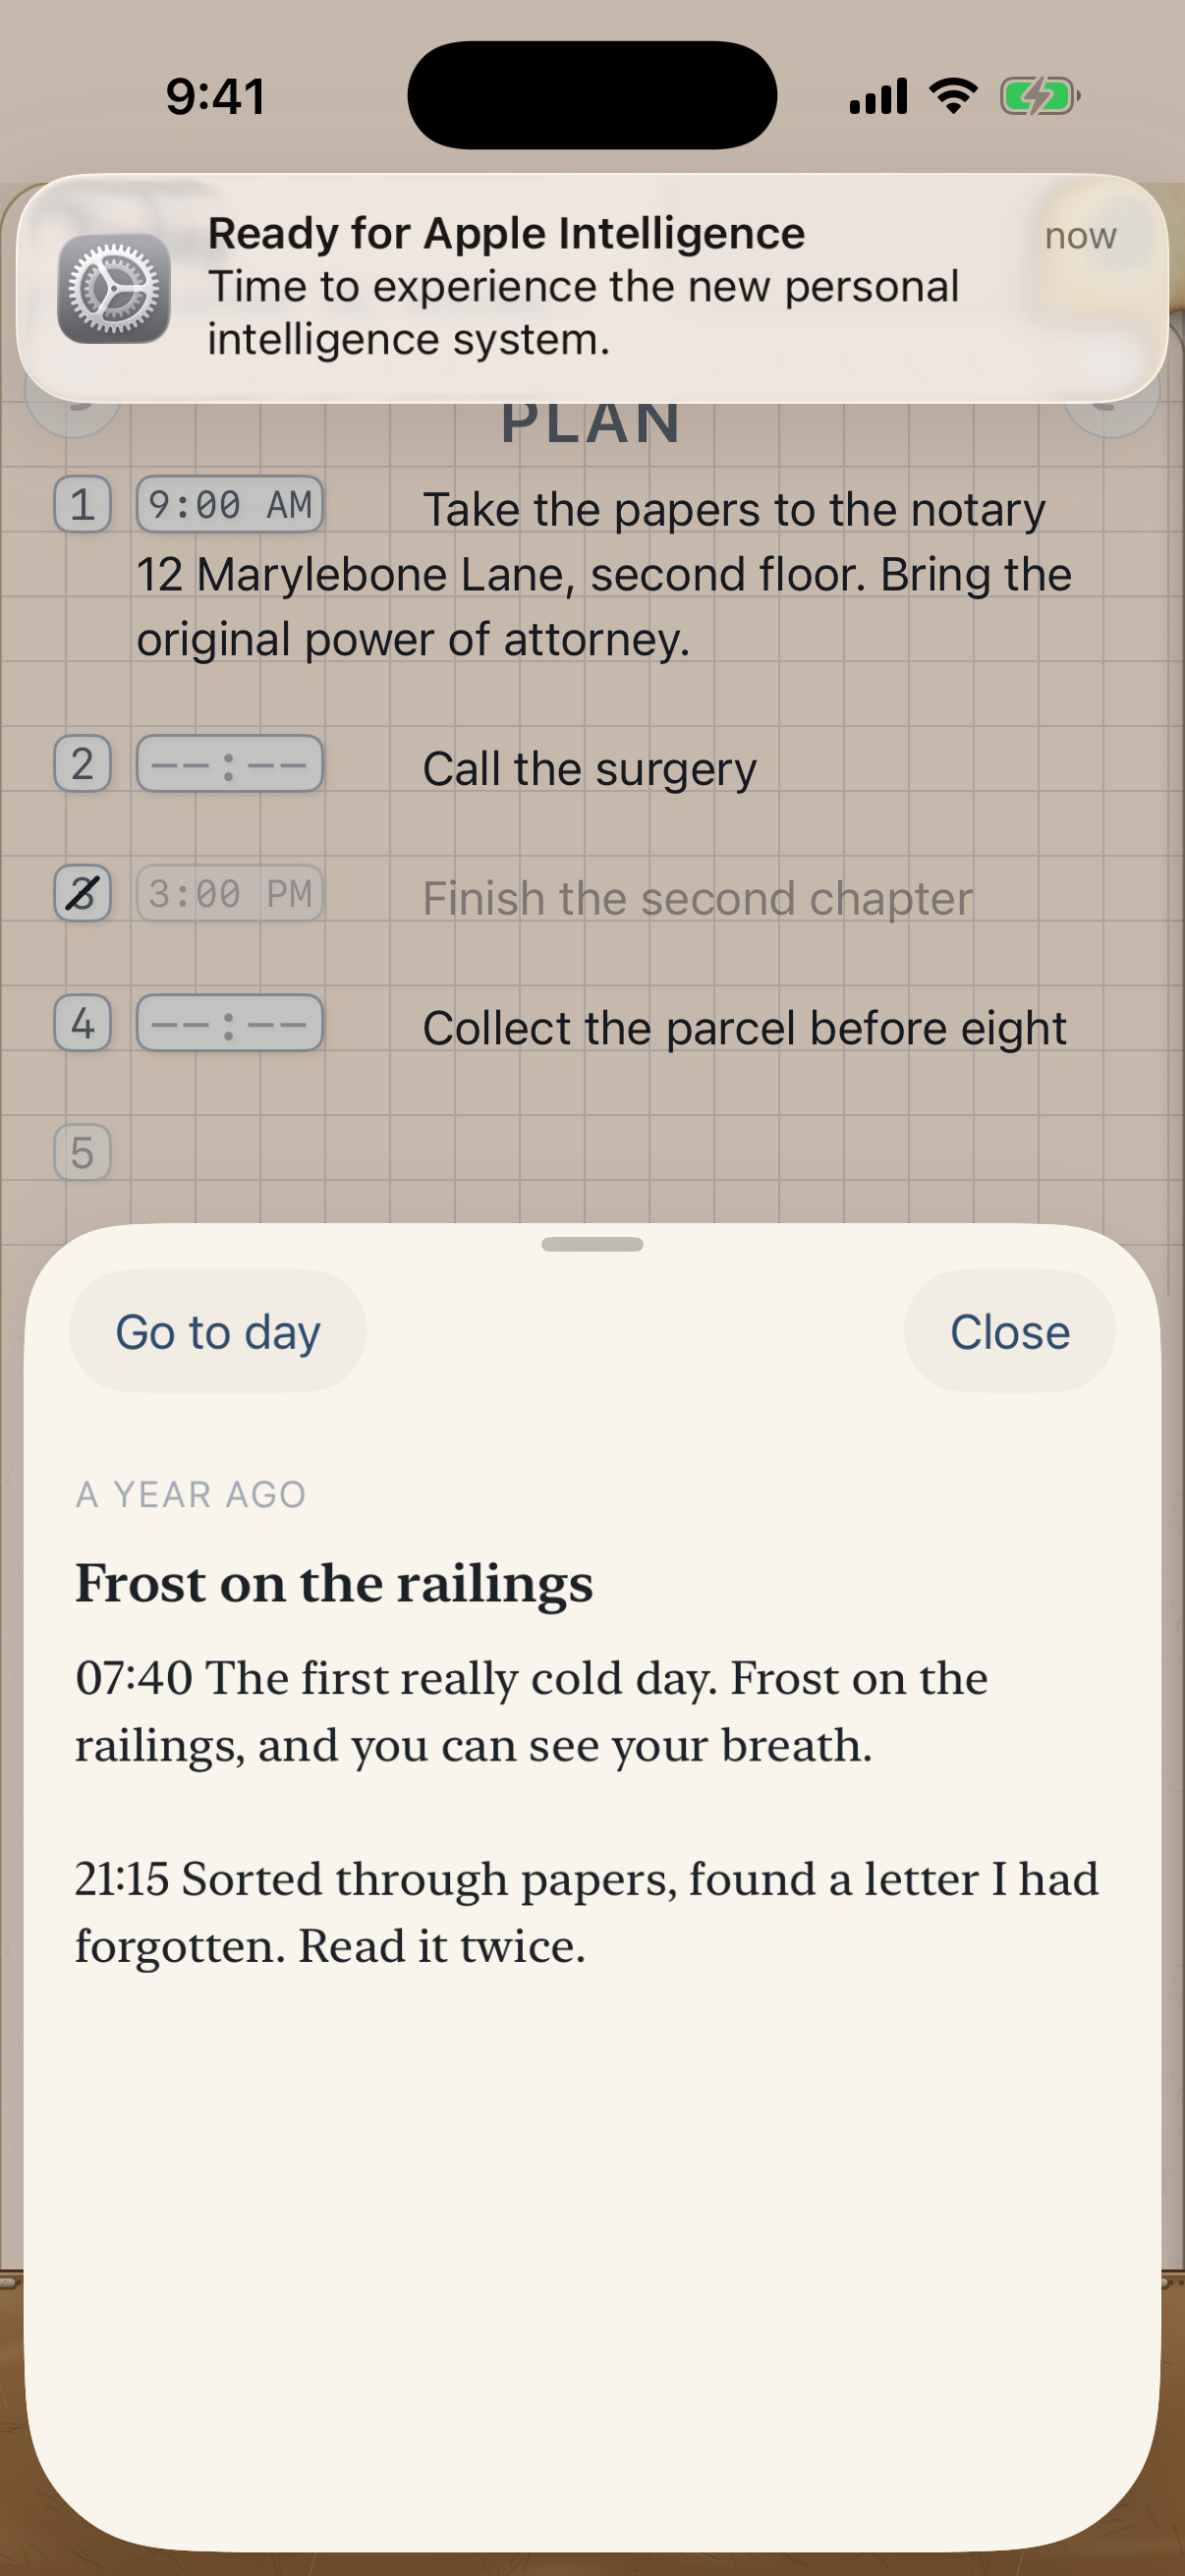 9:41
Ready for Apple Intelligence
now
Time to experience the new personal
intelligence system.
PLAN
1 9:00 AM Take the papers to the notary
12 Marylebone Lane, second floor. Bring the
original power of attorney.
2 --:-- Call the surgery
3 3:00 PM Finish the second chapter
4 --:-- Collect the parcel before eight
5
Go to day
Close
A YEAR AGO
Frost on the railings
07:40 The first really cold day. Frost on the
railings, and you can see your breath.
21:15 Sorted through papers, found a letter I had
forgotten. Read it twice.